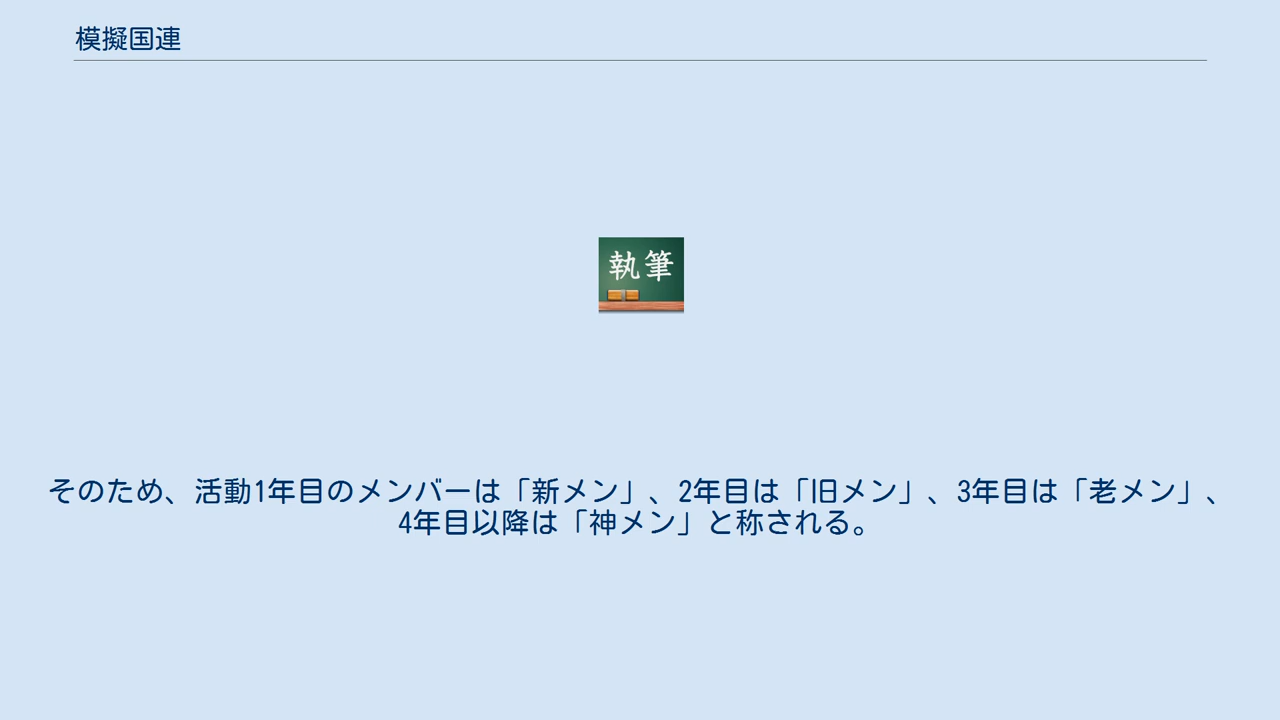 模擬国連
執筆
そのため、活動1年目のメンバーは「新メン」、2年目は「旧メン」、3年目は「老メン」、
4年目以降は「神メン」と称される。